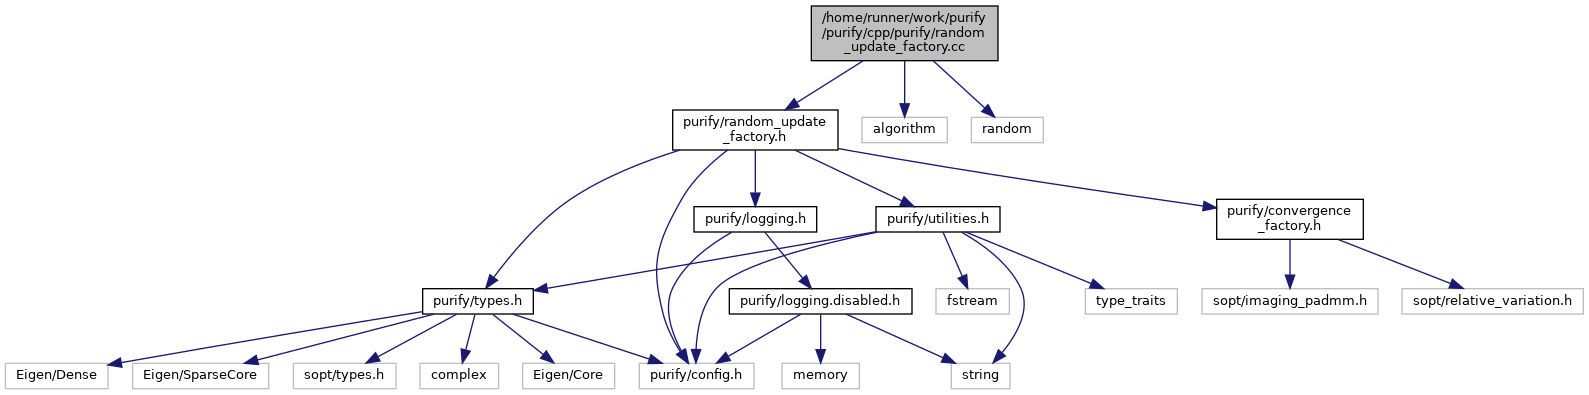 /home/runner/work/purify
/purify/cpp/purify/random
_update_factory.cc
purify/random_update
_factory.h
algorithm
random
purify/logging.h
purify/utilities.h
purify/convergence
_factory.h
purify/types.h
purify/logging.disabled.h
fstream
type_traits
sopt/imaging_padmm.h
sopt/relative_variation.h
Eigen/Dense
Eigen/SparseCore
sopt/types.h
complex
Eigen/Core
purify/config.h
memory
string